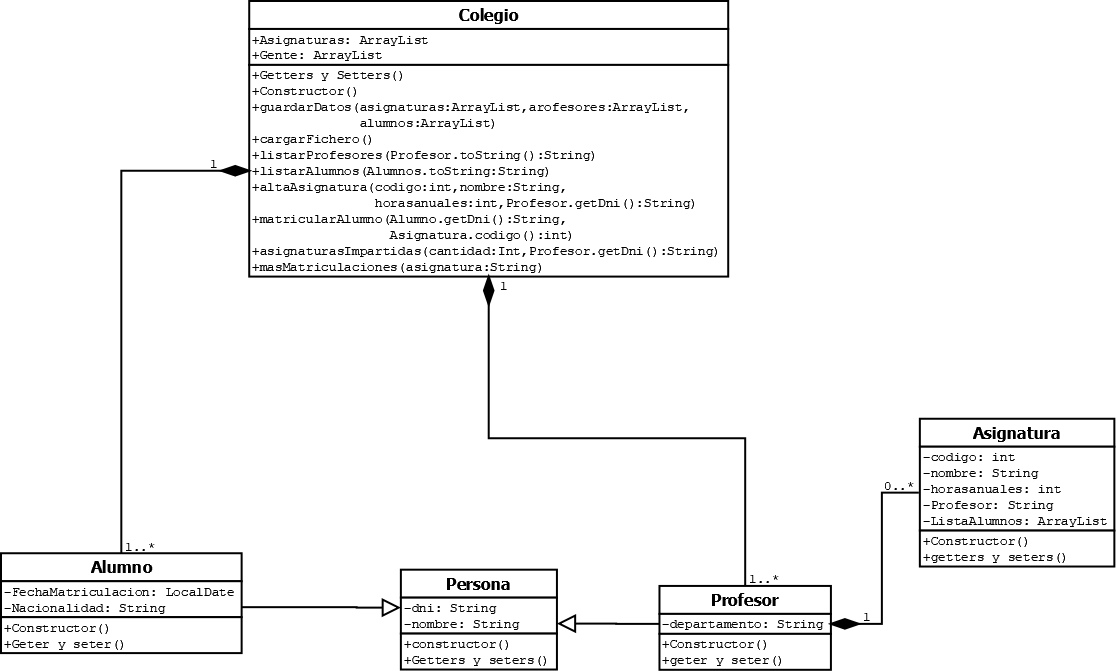 Colegio
+Asignaturas: ArrayList
+Gente: ArrayList
+Getters y Setters()
+Constructor()
+guardarDatos(asignaturas:ArrayList,arofesores:ArrayList,
alumnos:ArrayList)
+cargarFichero()
+listarProfesores(Profesor.toString():String)
+listarAlumnos(Alumnos.toString:String)
+altaAsignatura(codigo:int,nombre:String,
horasanuales:int,Profesor.getDni():String)
+matricularAlumno(Alumno.getDni():String,
Asignatura.codigo():int)
+asignaturasImpartidas(cantidad:Int,Profesor.getDni():String)
+masMatriculaciones(asignatura:String)
1
1
Asignatura
-codigo: int
-nombre: String
-horasanuales: int
-Profesor: String
-ListaAlumnos: ArrayList
+Constructor()
+getters y seters()
0..*
1..*
Alumno
-FechaMatriculacion: LocalDate
-Nacionalidad: String
+Constructor()
+Geter y seter()
Persona
-dni: String
-nombre: String
+constructor()
+Getters y seters()
1..*
Profesor
-departamento: String
+Constructor()
+geter y seter()
1